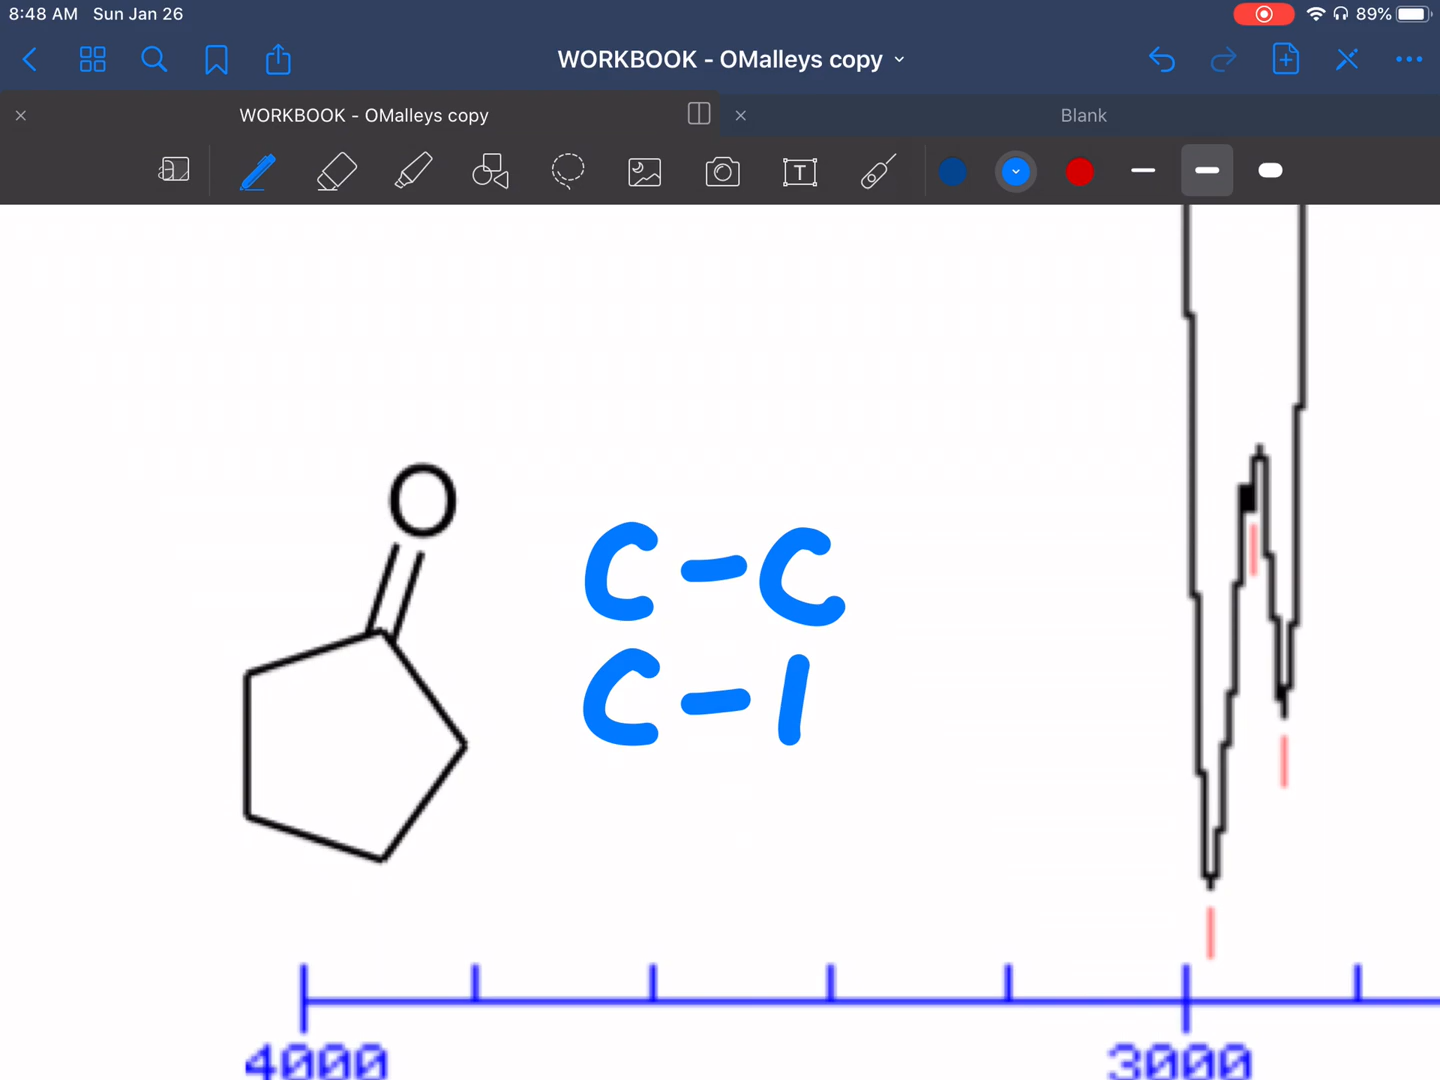 8:48 AM Sun Jan 26
89%
WORKBOOK - OMalleys copy
WORKBOOK - OMalleys copy
Blank
T
O
C-C
C-I
4000
3000